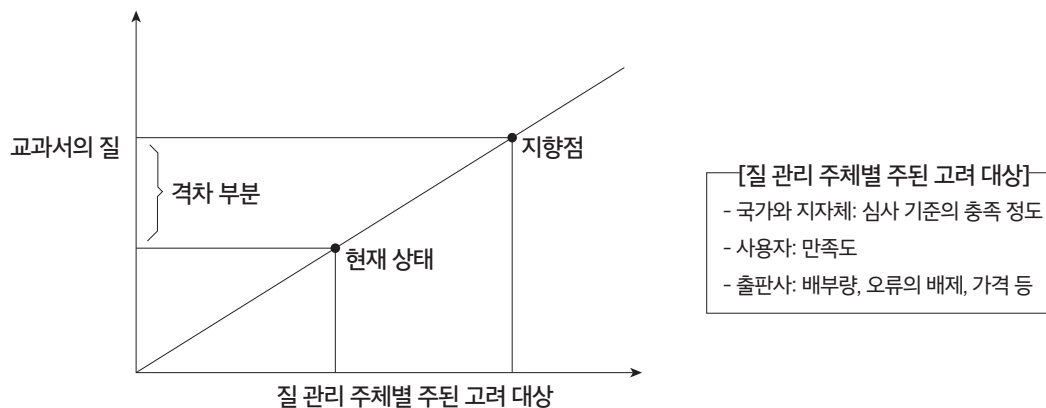 교과서의 질
격차 부분
지향점
현재 상태
질 관리 주체별 주된 고려 대상
[질 관리 주체별 주된 고려 대상]
- 국가와 지자체: 심사 기준의 충족 정도
- 사용자: 만족도
- 출판사: 배부량, 오류의 배제, 가격 등